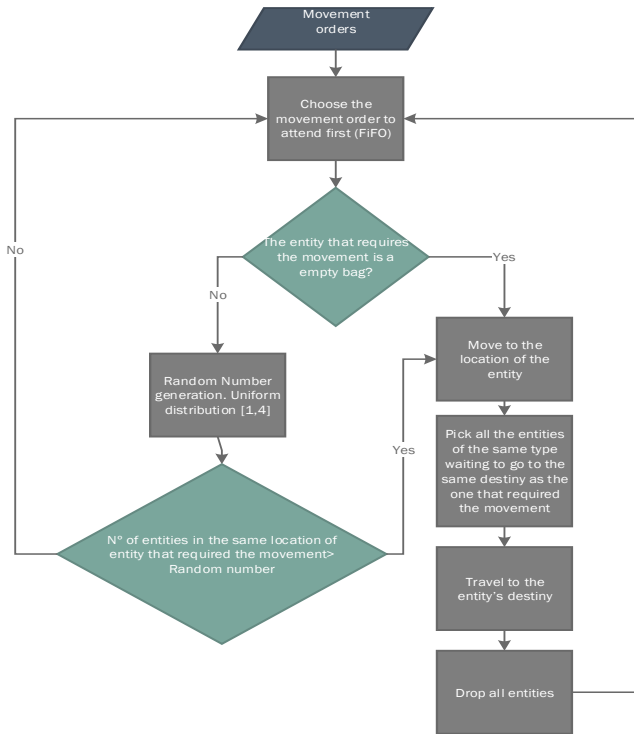 Movement
orders
Choose the
movement order to
attend first (FiFO)
The entity that requires
the movement is a
empty bag?
No
No
Yes
Move to the
location of the
entity
Random Number
generation. Uniform
distribution [1,4]
Yes
Pick all the entities
of the same type
waiting to go to the
same destiny as the
one that required
the movement
Nº of entities in the same location of
entity that required the movement>
Random number
Travel to the
entity's destiny
Drop all entities